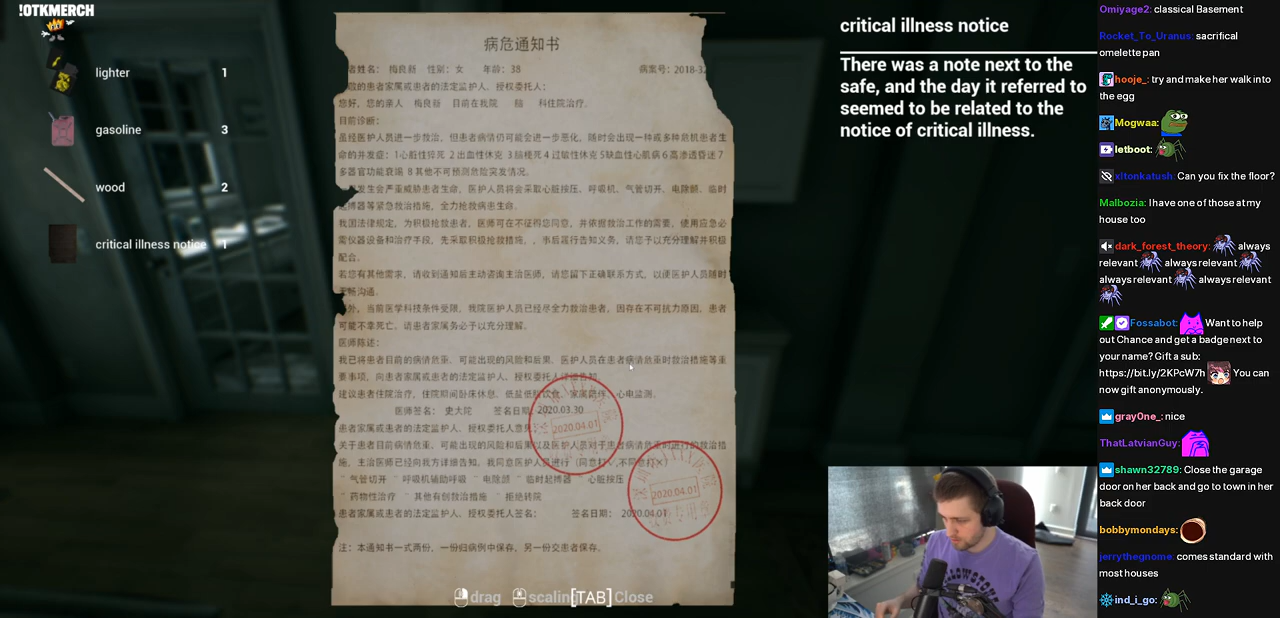 !OTKMERCH
lighter 1
gasoline 3
wood 2
critical illness notice 1
病危通知书
者姓名: 梅良新 性别: 女 年龄: 38 病案号: 2018-32
的患者家属或患者的法定监护人、授权委托人:
您好, 您的亲人 梅良新 目前在我院 脑 科住院治疗。
目前诊断:
虽经医护人员进一步救治, 但患者病情仍可能会进一步恶化, 随时会出现一种或多种危机患者生
命的并发症: 1心脏性猝死 2出血性休克 3脑梗死 4过敏性休克 5缺血性心肌病 6高渗透昏迷 7
多器官功能衰竭 8其他不可预测危险突发情况。
发生会严重威胁患者生命, 医护人员将会采取心脏按压、呼吸机、气管切开、电除颤、临时
起搏器等紧急救治措施, 全力抢救病患生命。
我国法律规定, 为积极抢救患者, 医师可在不征得您同意, 并依据救治工作的需要, 使用应急必
需仪器设备和治疗手段, 先采取积极救措施, , 事后履行告知义务, 请您予以充分理解并积极
配合。
若您有其他需求, 请收到通知后主动咨询主治医师, 请您留下正确联系方式, 以便医护人员随时
畅沟通。
外, 当前医学科技条件受限, 我院医护人员已经尽全力救治患者, 因存在不可抗力原因, 患者
可能不幸死亡, 请患者家属务必予以充分理解。
医师陈述:
我已将患者目前的病情危重、可能出现的风险和后果、医护人员在患者病情危重时救治措施等重
要事项, 向患者家属或患者的法定监护人、授权委托人详细告知。
建议患者住院治疗, 住院期间卧床休息、低盐低脂饮食、家属陪伴、心电监测。
医师签名: 史大陀 签名日期: 2020.03.30
患者家属或患者的法定监护人、授权委托人意见
关于患者目前病情危重、可能出现的风险和后果以及医护人员对于患者病情危重时进行的救治措
施, 主治医师已经向我方详细告知。我同意医护人员进行 (同意打√,不同意打×)
气管切开 呼吸机辅助呼吸 电除颤 临时起搏器 心脏按压
药物性治疗 其他有创救治措施 拒绝转院
患者家属或患者的法定监护人、授权委托人签名: 签名日期: 2020.04.01
注: 本通知书一式两份, 一份归病例中保存, 另一份交患者保存。
2020.04.01
2020.04.01
drag scaling [TAB] Close
critical illness notice
There was a note next to the
safe, and the day it referred to
seemed to be related to the
notice of critical illness.
Omiyage2: classical Basement
Rocket_To_Uranus: sacrifical
omelette pan
hooje_: try and make her walk into
the egg
Mogwaa:
letboot:
xltonkatush: Can you fix the floor?
Malbozia: I have one of those at my
house too
dark_forest_theory: always
relevant always relevant
always relevant always relevant
Fossabot: Want to help
out Chance and get a badge next to
your name? Gift a sub:
https://bit.ly/2KPcW7h You can
now gift anonymously.
grayOne_: nice
ThatLatvianGuy:
shawn32789: Close the garage
door on her back and go to town in her
back door
bobbymondays:
jerrythegnome: comes standard with
most houses
ind_i_go: